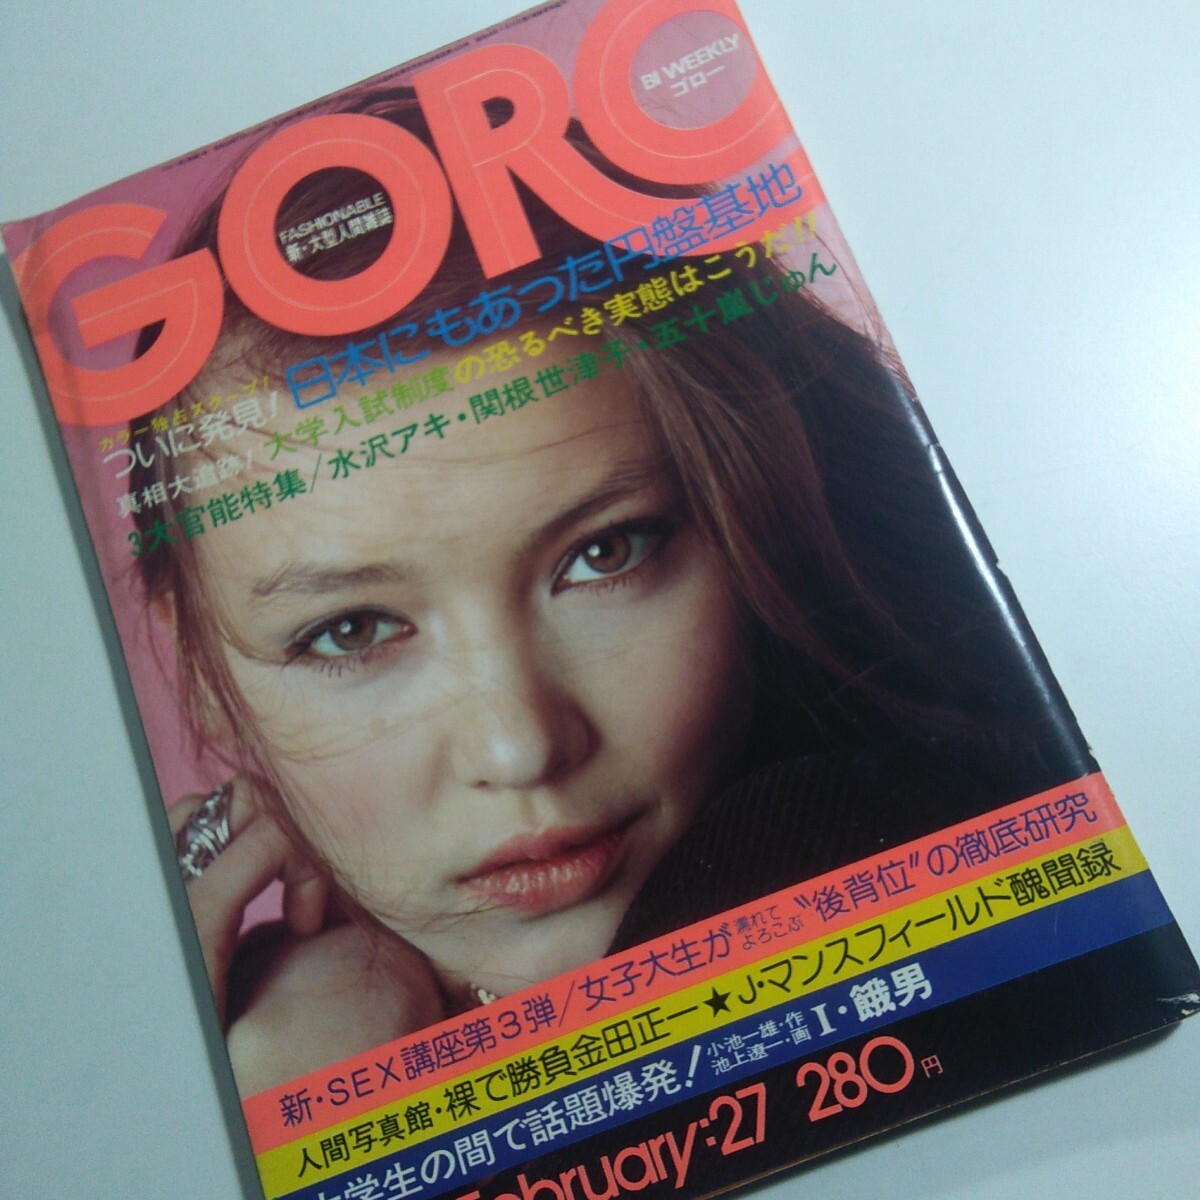 GORO
BI WEEKLY
ゴロー
FASHIONABLE
新・大型人間雑誌
カラー独占スクープ!
ついに発見!日本にもあった円盤基地
真相大追跡!大学入試制度の恐るべき実態はこうだ!!
3大官能特集/水沢アキ・関根世津子・五十嵐じゅん
新・SEX講座第3弾/女子大生が濡れてよろこぶ“後背位”の徹底研究
人間写真館・裸で勝負金田正一★J・マンスフィールド醜聞録
大学生の間で話題爆発!小池一雄・作 池上遼一・画 I・餓男
February・27 280円